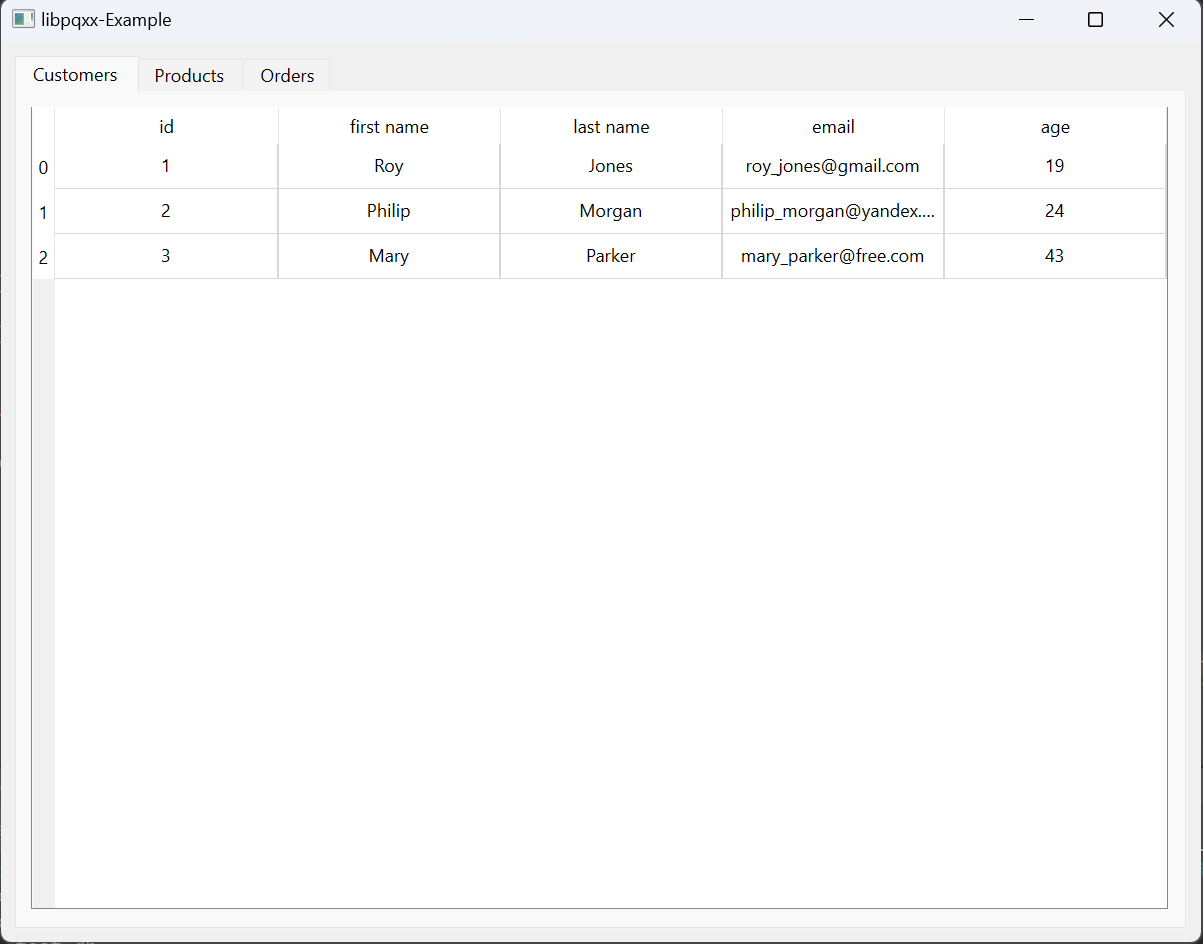 libpqxx-Example
Customers Products Orders
id first name last name email age
0 1 Roy Jones roy_jones@gmail.com 19
1 2 Philip Morgan philip_morgan@yandex.... 24
2 3 Mary Parker mary_parker@free.com 43